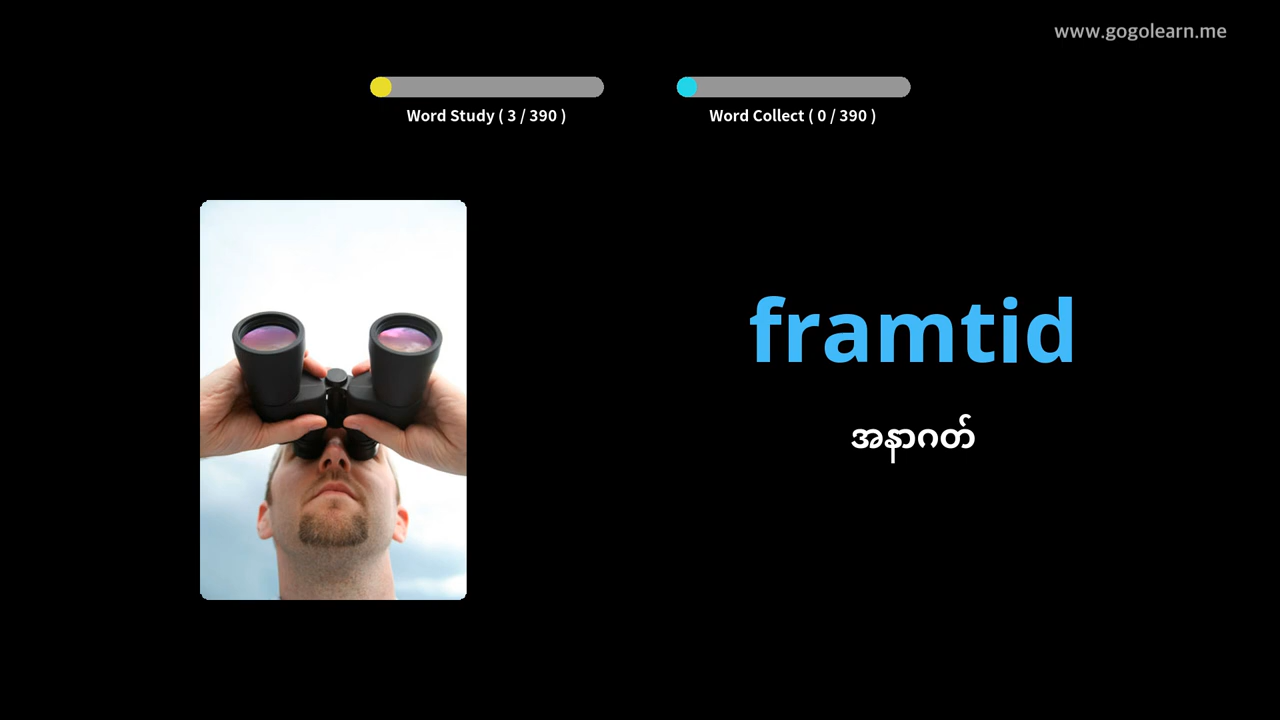 www.gogolearn.me
Word Study ( 3 / 390 )
Word Collect ( 0 / 390 )
framtid
အနာဂတ်